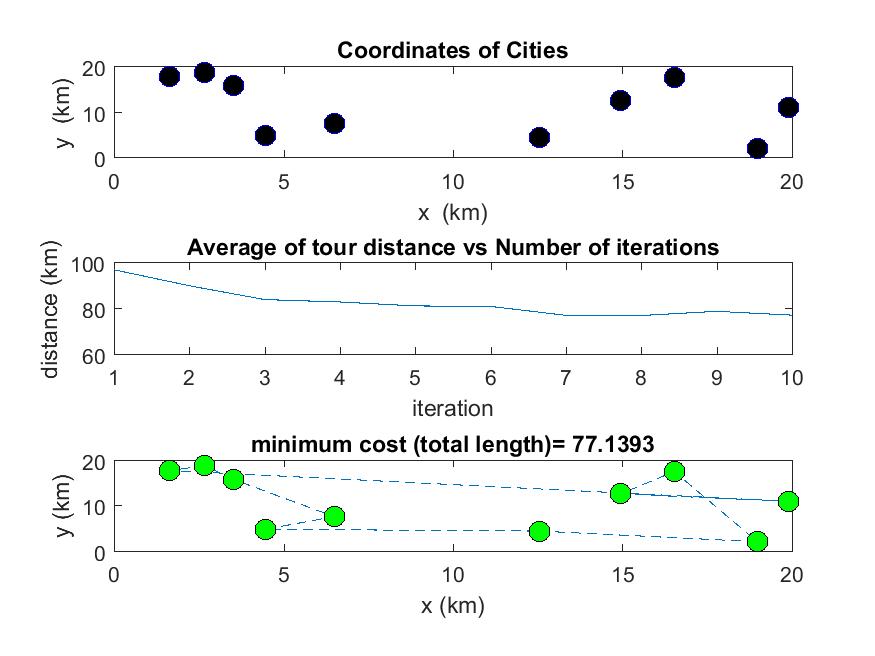 Coordinates of Cities
20
10
0
y (km)
0 5 10 15 20
x (km)
Average of tour distance vs Number of iterations
100
80
60
distance (km)
1 2 3 4 5 6 7 8 9 10
iteration
minimum cost (total length)= 77.1393
20
10
0
y (km)
0 5 10 15 20
x (km)